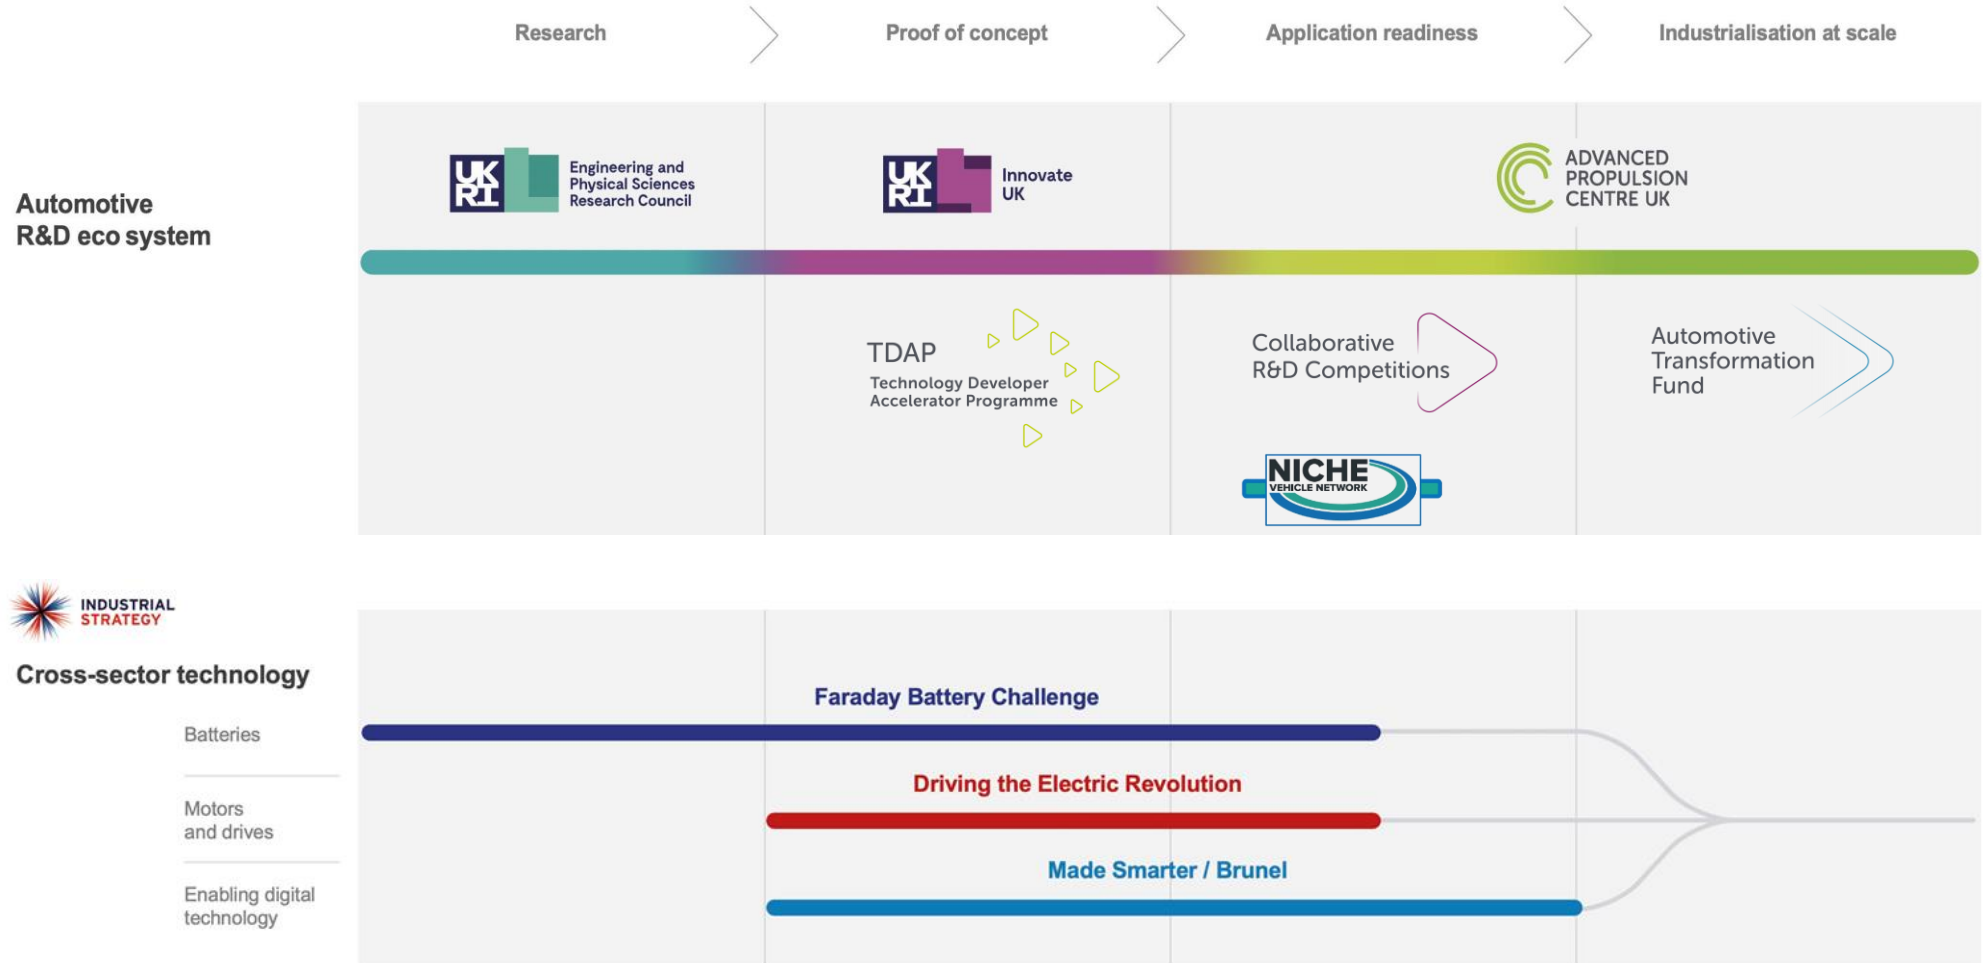 Research
Proof of concept
Application readiness
Industrialisation at scale
Automotive
R&D eco system
UK
RI
Engineering and
Physical Sciences
Research Council
UK
RI
Innovate
UK
ADVANCED
PROPULSION
CENTRE UK
TDAP
Technology Developer
Accelerator Programme
Collaborative
R&D Competitions
Automotive
Transformation
Fund
NICHE
VEHICLE NETWORK
INDUSTRIAL
STRATEGY
Cross-sector technology
Faraday Battery Challenge
Batteries
Driving the Electric Revolution
Motors
and drives
Made Smarter / Brunel
Enabling digital
technology